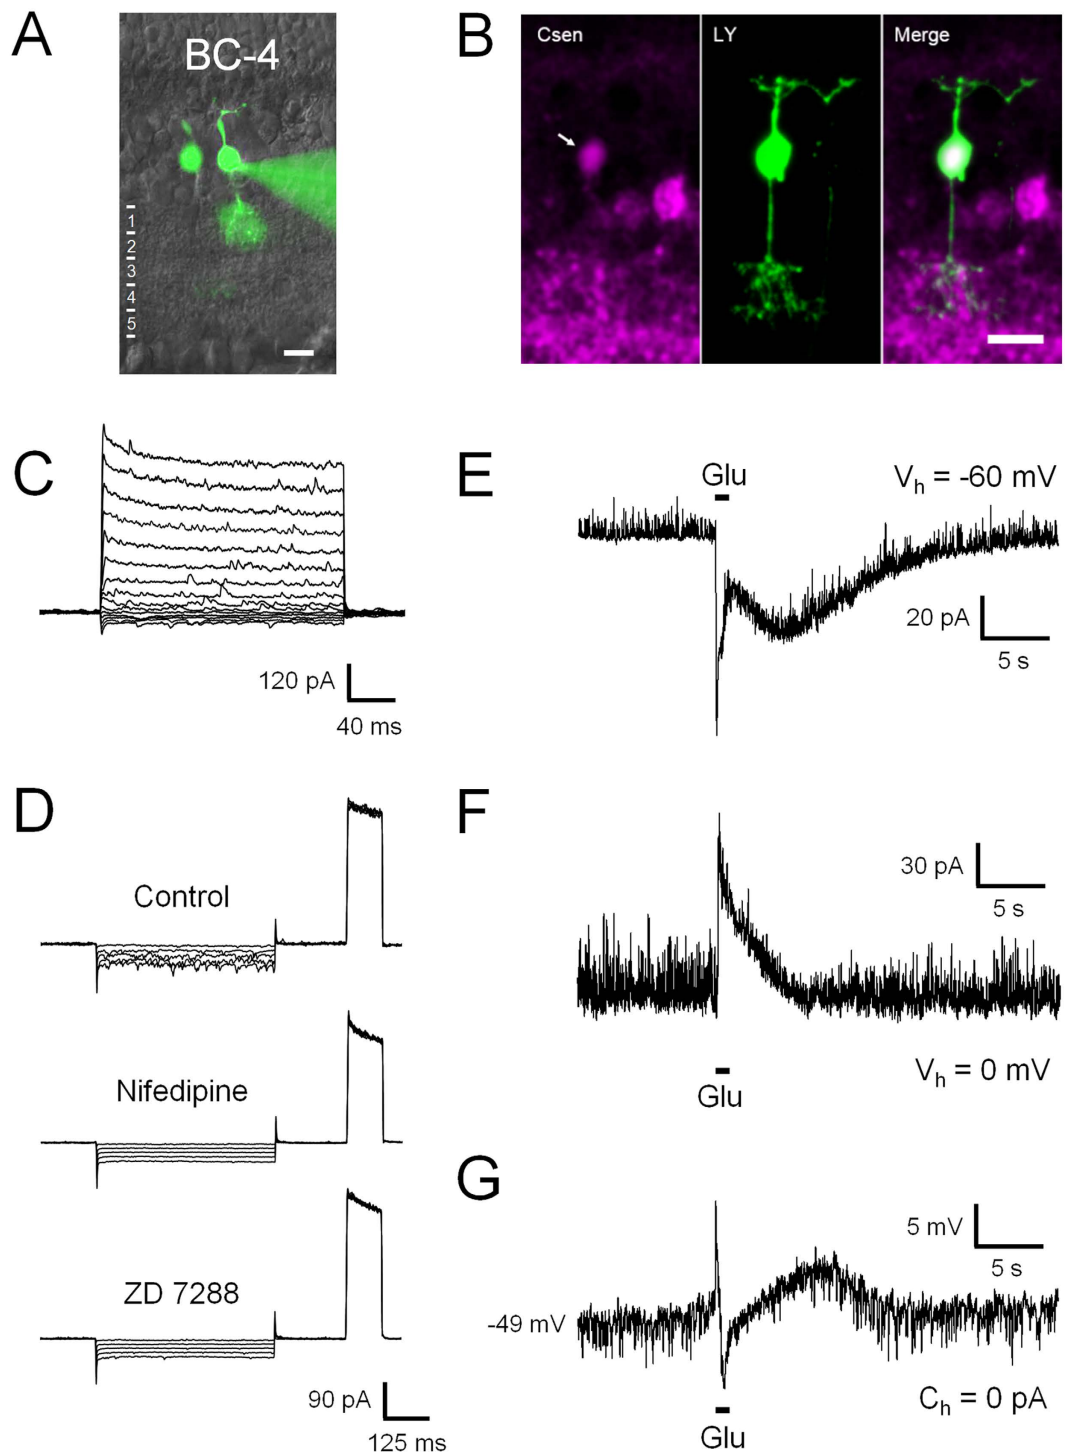 A
BC-4
1
2
3
4
5
B
Csen
LY
Merge
C
120 pA
40 ms
D
Control
Nifedipine
ZD 7288
90 pA
125 ms
E
Glu
Vh = -60 mV
20 pA
5 s
F
30 pA
5 s
Glu
Vh = 0 mV
G
5 mV
5 s
-49 mV
Glu
Ch = 0 pA